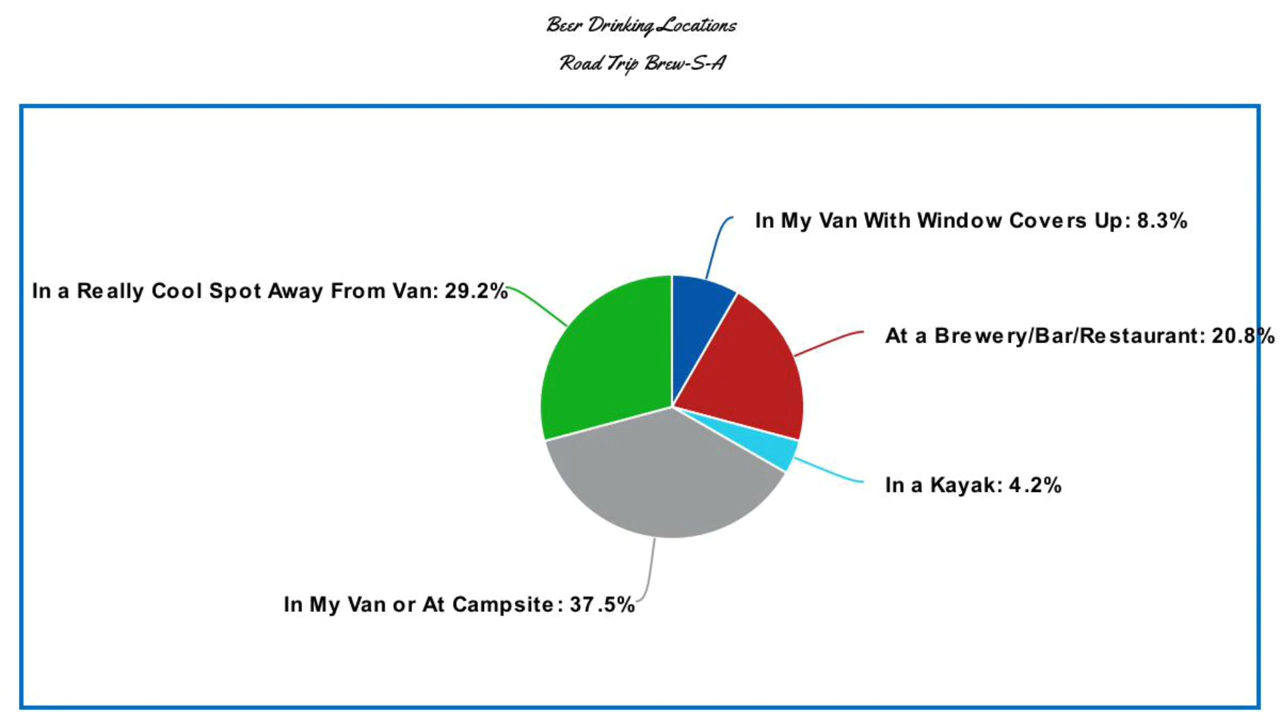 Beer Drinking Locations
Road Trip Brew-S-A
In My Van With Window Covers Up: 8.3%
In a Really Cool Spot Away From Van: 29.2%
At a Brewery/Bar/Restaurant: 20.8%
In a Kayak: 4.2%
In My Van or At Campsite: 37.5%